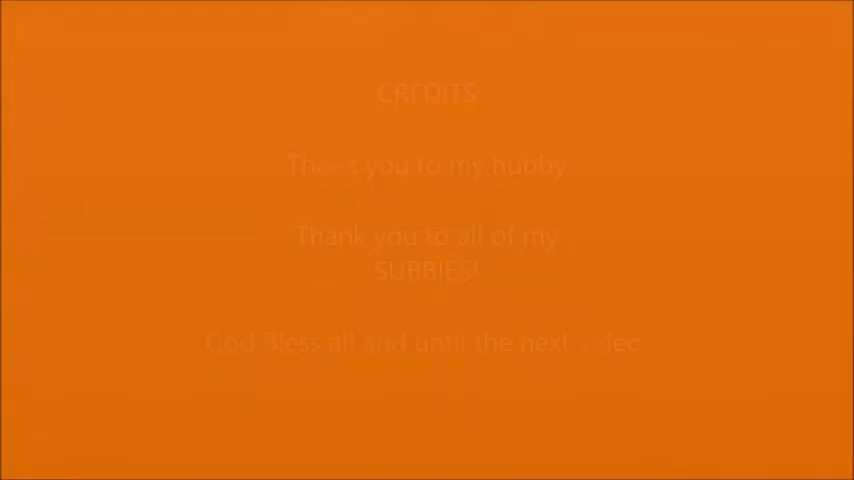 CREDITS
Thank you to my hubby
Thank you to all of my
SUBBIES!
God Bless all and until the next video